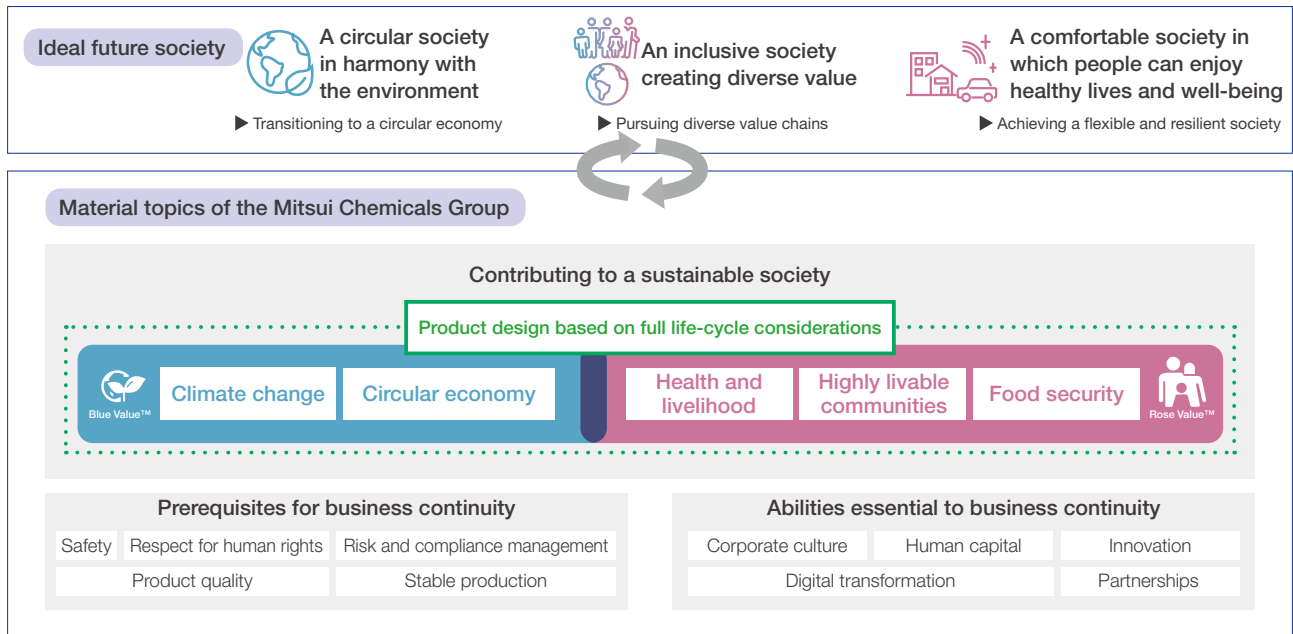 Ideal future society
A circular society
in harmony with
the environment
▶ Transitioning to a circular economy
An inclusive society
creating diverse value
▶ Pursuing diverse value chains
A comfortable society in
which people can enjoy
healthy lives and well-being
▶ Achieving a flexible and resilient society
Material topics of the Mitsui Chemicals Group
Contributing to a sustainable society
Product design based on full life-cycle considerations
Blue Value™
Climate change
Circular economy
Health and
livelihood
Highly livable
communities
Food security
Rose Value™
Prerequisites for business continuity
Safety
Respect for human rights
Risk and compliance management
Product quality
Stable production
Abilities essential to business continuity
Corporate culture
Human capital
Innovation
Digital transformation
Partnerships